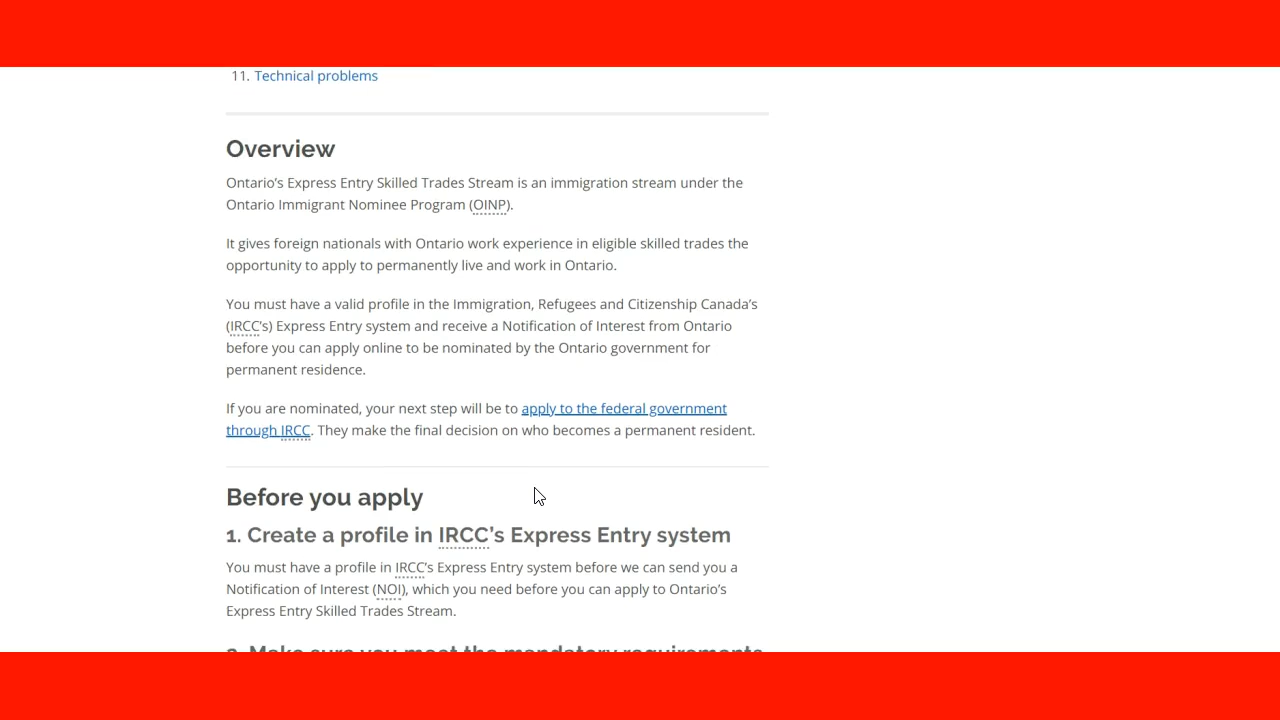 11. Technical problems
Overview
Ontario’s Express Entry Skilled Trades Stream is an immigration stream under the
Ontario Immigrant Nominee Program (OINP).
It gives foreign nationals with Ontario work experience in eligible skilled trades the
opportunity to apply to permanently live and work in Ontario.
You must have a valid profile in the Immigration, Refugees and Citizenship Canada’s
(IRCC’s) Express Entry system and receive a Notification of Interest from Ontario
before you can apply online to be nominated by the Ontario government for
permanent residence.
If you are nominated, your next step will be to apply to the federal government
through IRCC. They make the final decision on who becomes a permanent resident.
Before you apply
1. Create a profile in IRCC’s Express Entry system
You must have a profile in IRCC’s Express Entry system before we can send you a
Notification of Interest (NOI), which you need before you can apply to Ontario’s
Express Entry Skilled Trades Stream.
2. Make sure you meet the mandatory requirements